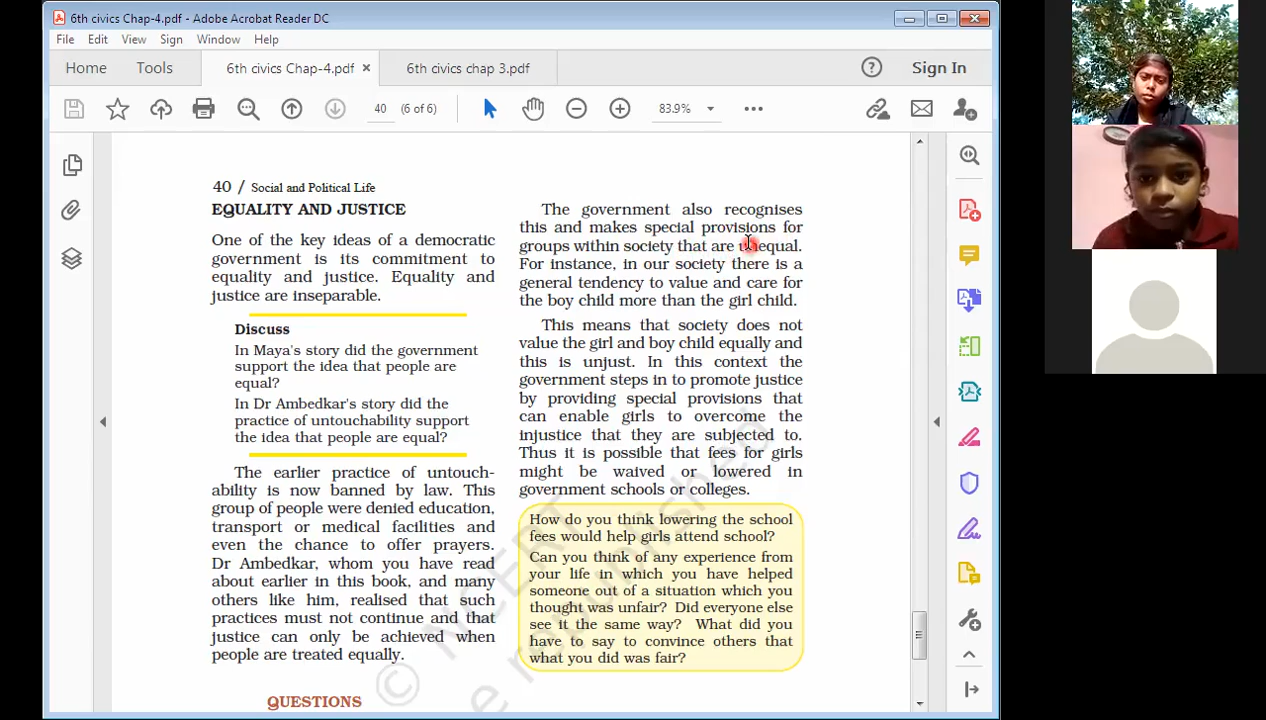 6th civics Chap-4.pdf - Adobe Acrobat Reader DC
File Edit View Sign Window Help
Home Tools 6th civics Chap-4.pdf × 6th civics chap 3.pdf Sign In
40 (6 of 6) 83.9%
40 / Social and Political Life
EQUALITY AND JUSTICE
One of the key ideas of a democratic
government is its commitment to
equality and justice. Equality and
justice are inseparable.
Discuss
In Maya's story did the government
support the idea that people are
equal?
In Dr Ambedkar's story did the
practice of untouchability support
the idea that people are equal?
The earlier practice of untouch-
ability is now banned by law. This
group of people were denied education,
transport or medical facilities and
even the chance to offer prayers.
Dr Ambedkar, whom you have read
about earlier in this book, and many
others like him, realised that such
practices must not continue and that
justice can only be achieved when
people are treated equally.
QUESTIONS
The government also recognises
this and makes special provisions for
groups within society that are unequal.
For instance, in our society there is a
general tendency to value and care for
the boy child more than the girl child.
This means that society does not
value the girl and boy child equally and
this is unjust. In this context the
government steps in to promote justice
by providing special provisions that
can enable girls to overcome the
injustice that they are subjected to.
Thus it is possible that fees for girls
might be waived or lowered in
government schools or colleges.
How do you think lowering the school
fees would help girls attend school?
Can you think of any experience from
your life in which you have helped
someone out of a situation which you
thought was unfair? Did everyone else
see it the same way? What did you
have to say to convince others that
what you did was fair?
© NCERT
e republished